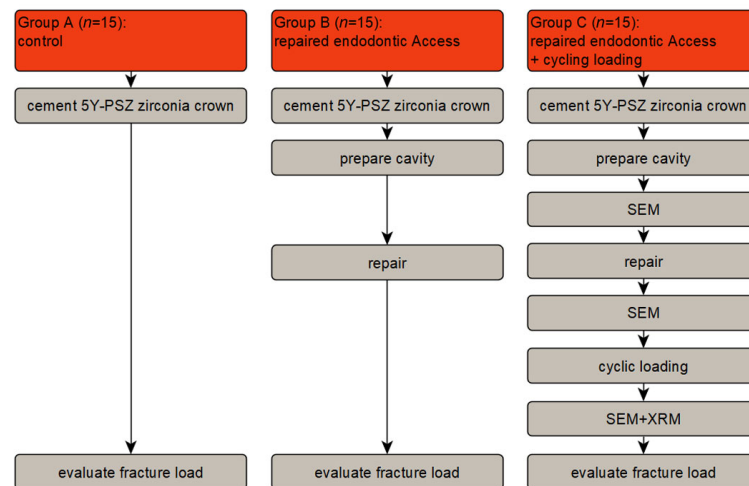 Group A (n=15):
control
cement 5Y-PSZ zirconia crown
evaluate fracture load
Group B (n=15):
repaired endodontic Access
cement 5Y-PSZ zirconia crown
prepare cavity
repair
evaluate fracture load
Group C (n=15):
repaired endodontic Access
+ cycling loading
cement 5Y-PSZ zirconia crown
prepare cavity
SEM
repair
SEM
cyclic loading
SEM+XRM
evaluate fracture load